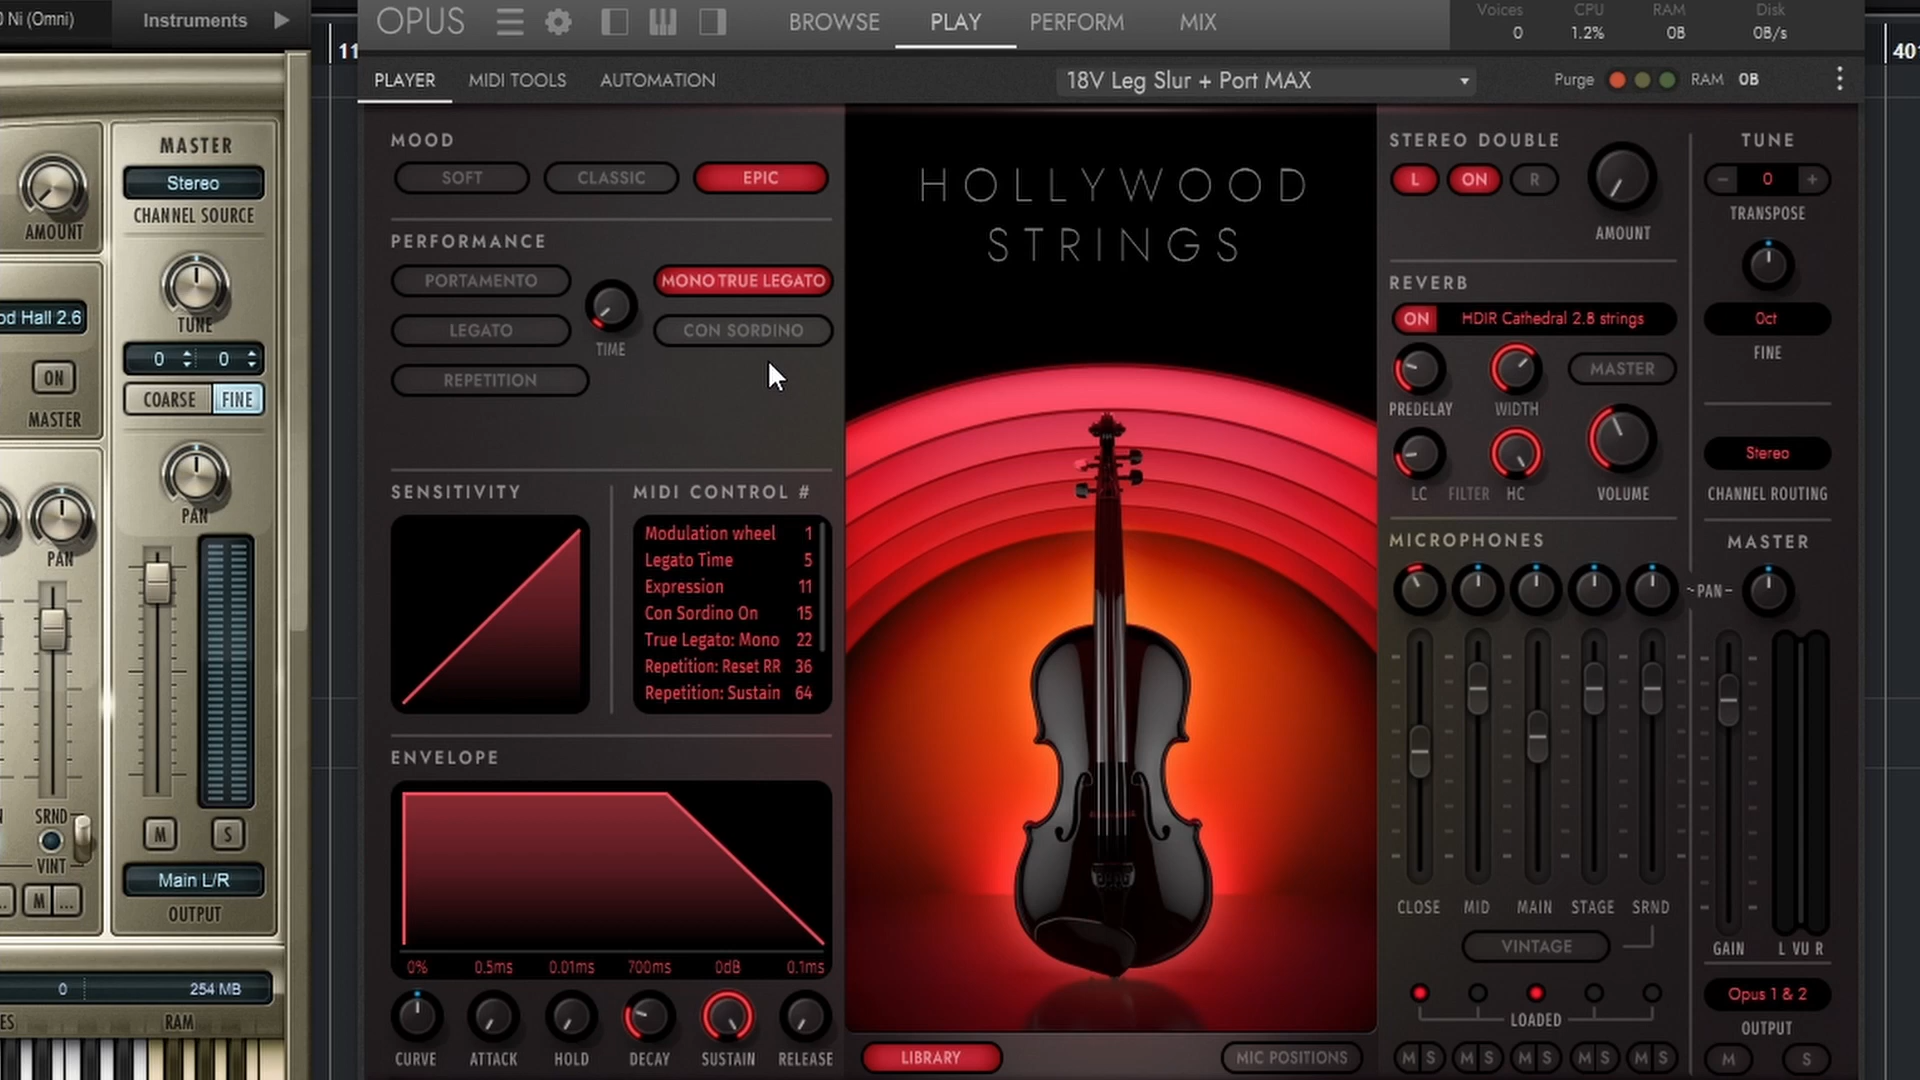 0 Ni (Omni)
Instruments
MASTER
Stereo
CHANNEL SOURCE
AMOUNT
TUNE
od Hall 2.6
0 0
ON
COARSE FINE
MASTER
PAN
PAN
SRND
VINT
M S
M ...
Main L/R
OUTPUT
0 254 MB
ES RAM
11
OPUS
BROWSE PLAY PERFORM MIX
Voices CPU RAM Disk
0 1.2% 0B 0B/s
401
PLAYER MIDI TOOLS AUTOMATION
18V Leg Slur + Port MAX
Purge RAM 0B
MOOD
SOFT CLASSIC EPIC
PERFORMANCE
PORTAMENTO MONO TRUE LEGATO
LEGATO CON SORDINO
TIME
REPETITION
SENSITIVITY
MIDI CONTROL #
Modulation wheel 1
Legato Time 5
Expression 11
Con Sordino On 15
True Legato: Mono 22
Repetition: Reset RR 36
Repetition: Sustain 64
ENVELOPE
0% 0.5ms 0.01ms 700ms 0dB 0.1ms
CURVE ATTACK HOLD DECAY SUSTAIN RELEASE
HOLLYWOOD
STRINGS
LIBRARY MIC POSITIONS
STEREO DOUBLE
L ON R
AMOUNT
REVERB
ON HDIR Cathedral 2.8 strings
MASTER
PREDELAY WIDTH
LC FILTER HC VOLUME
MICROPHONES
~PAN~
CLOSE MID MAIN STAGE SRND
VINTAGE
LOADED
M S M S M S M S M S
TUNE
− 0 +
TRANSPOSE
0ct
FINE
Stereo
CHANNEL ROUTING
MASTER
GAIN L VU R
Opus 1 & 2
OUTPUT
M S